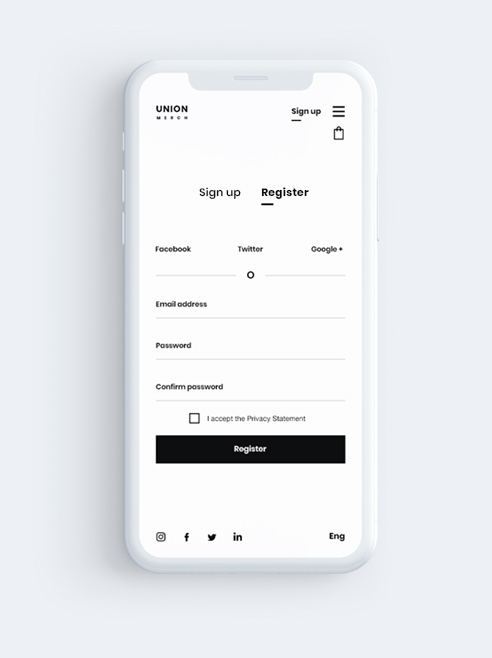 UNION
MERCH
Sign up
Sign up Register
Facebook Twitter Google +
O
Email address
Password
Confirm password
I accept the Privacy Statement
Register
Eng